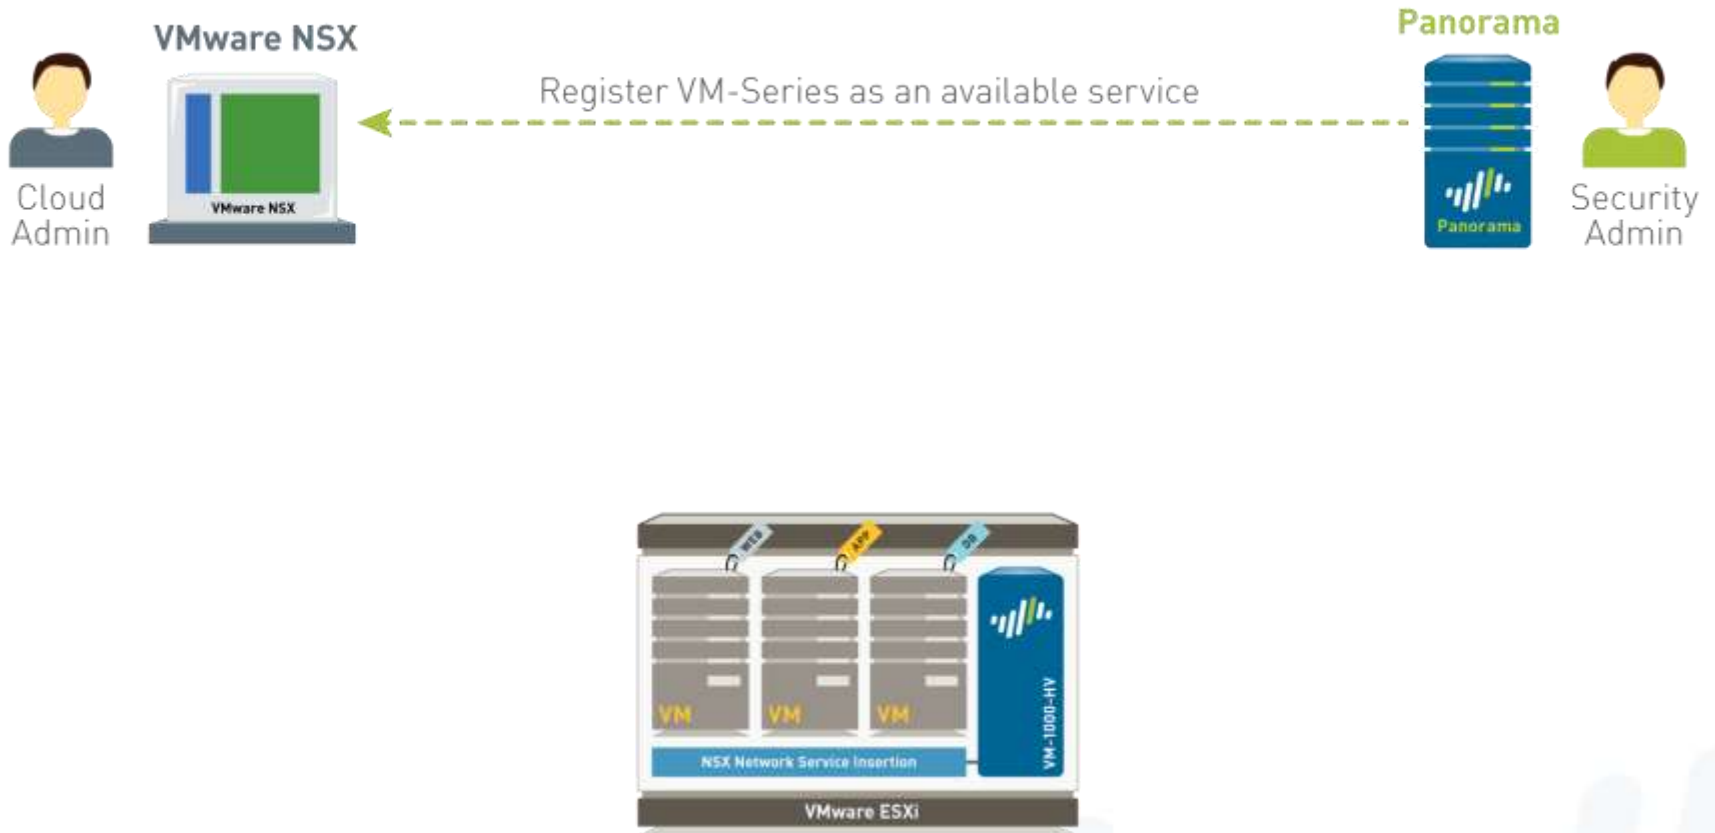 VMware NSX
Panorama
Register VM-Series as an available service
VMware NSX
Panorama
Cloud
Admin
Security
Admin
WEB
APP
DB
VM
VM
VM
VM-1000-HV
NSX Network Service Insertion
VMware ESXi